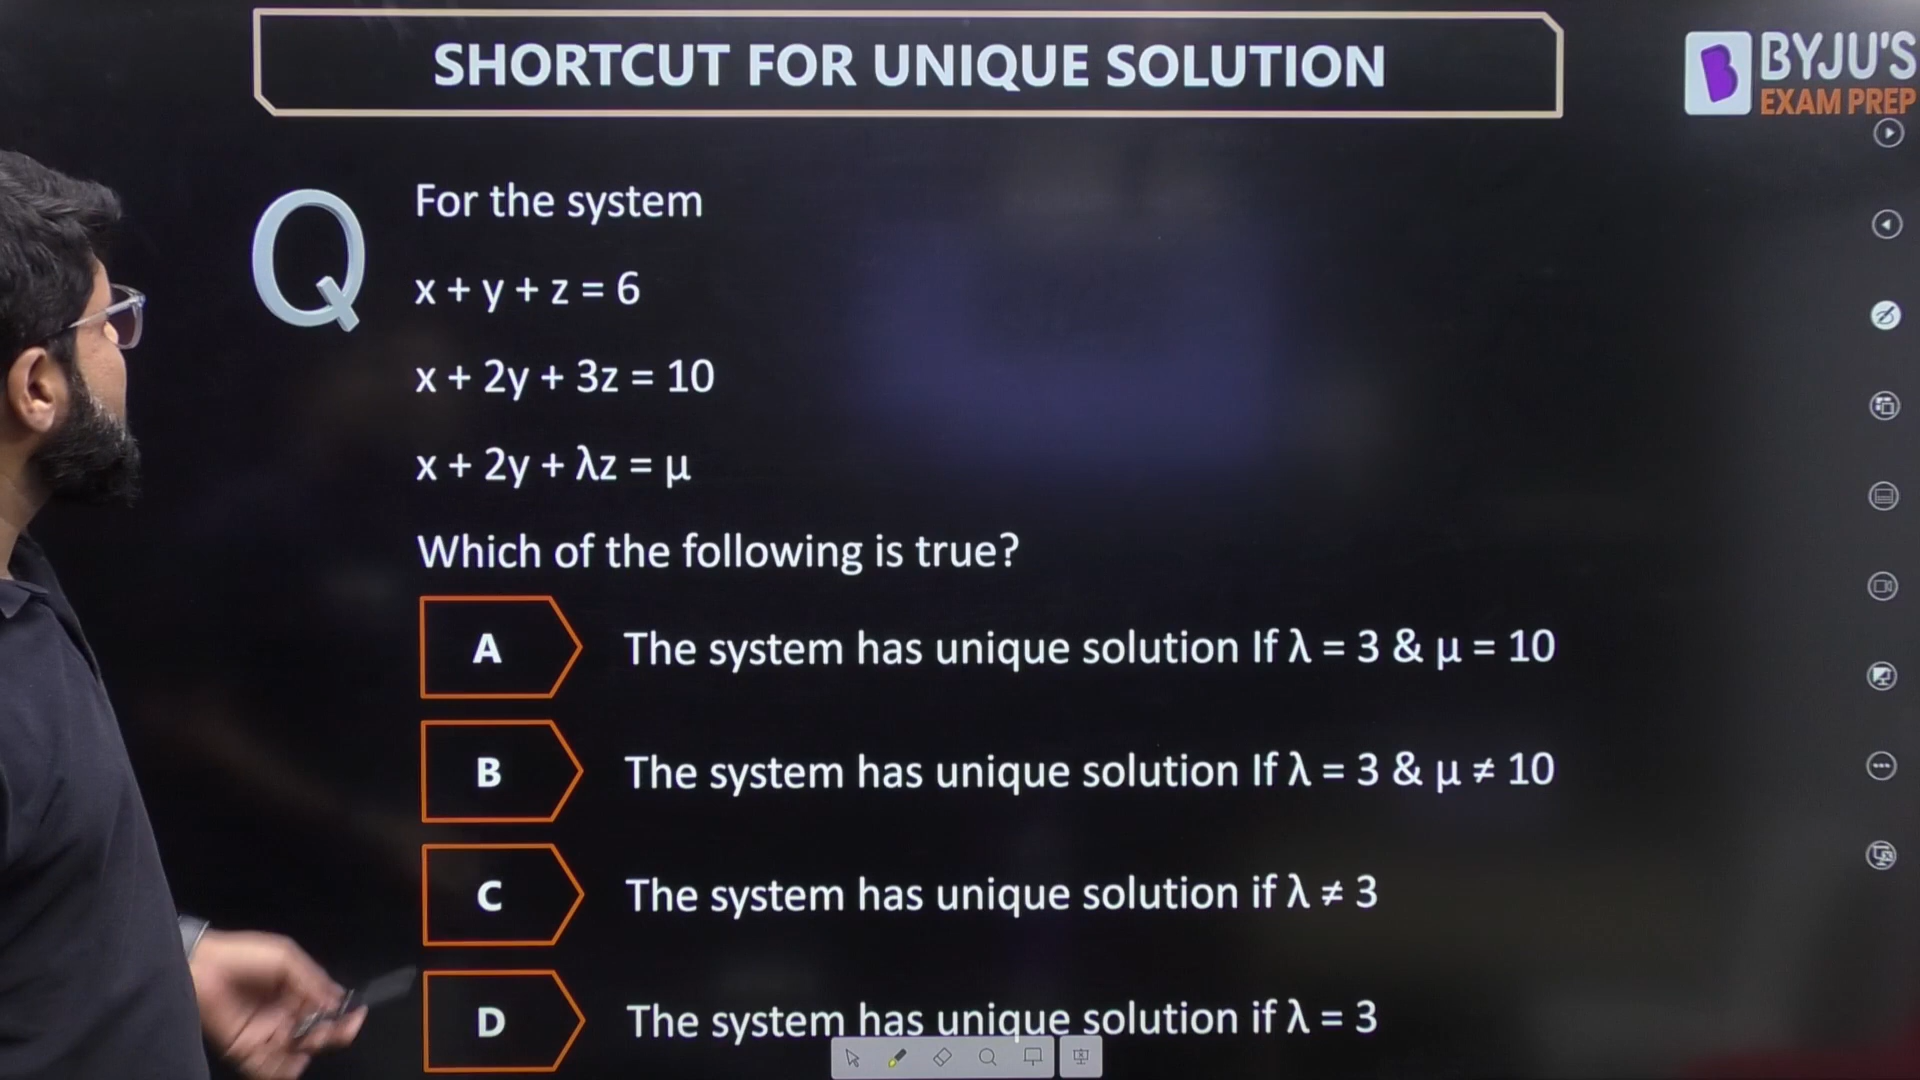 SHORTCUT FOR UNIQUE SOLUTION
BYJU'S
EXAM PREP
Q
For the system
x + y + z = 6
x + 2y + 3z = 10
x + 2y + λz = μ
Which of the following is true?
A The system has unique solution If λ = 3 & μ = 10
B The system has unique solution If λ = 3 & μ ≠ 10
C The system has unique solution if λ ≠ 3
D The system has unique solution if λ = 3